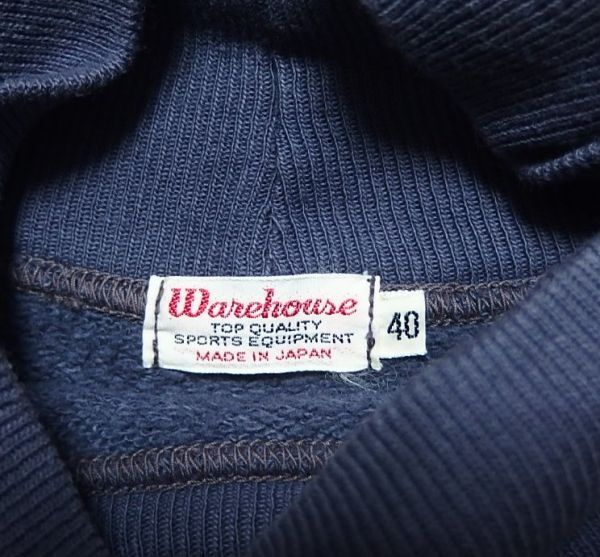 Warehouse
TOP QUALITY
SPORTS EQUIPMENT
MADE IN JAPAN
40